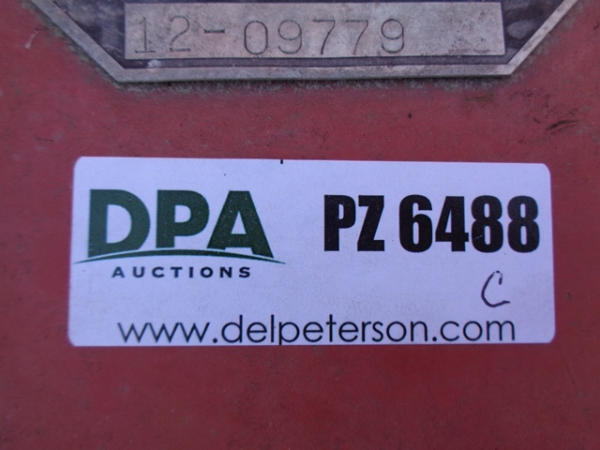 12-09779
DPA PZ 6488
AUCTIONS C
www.delpeterson.com